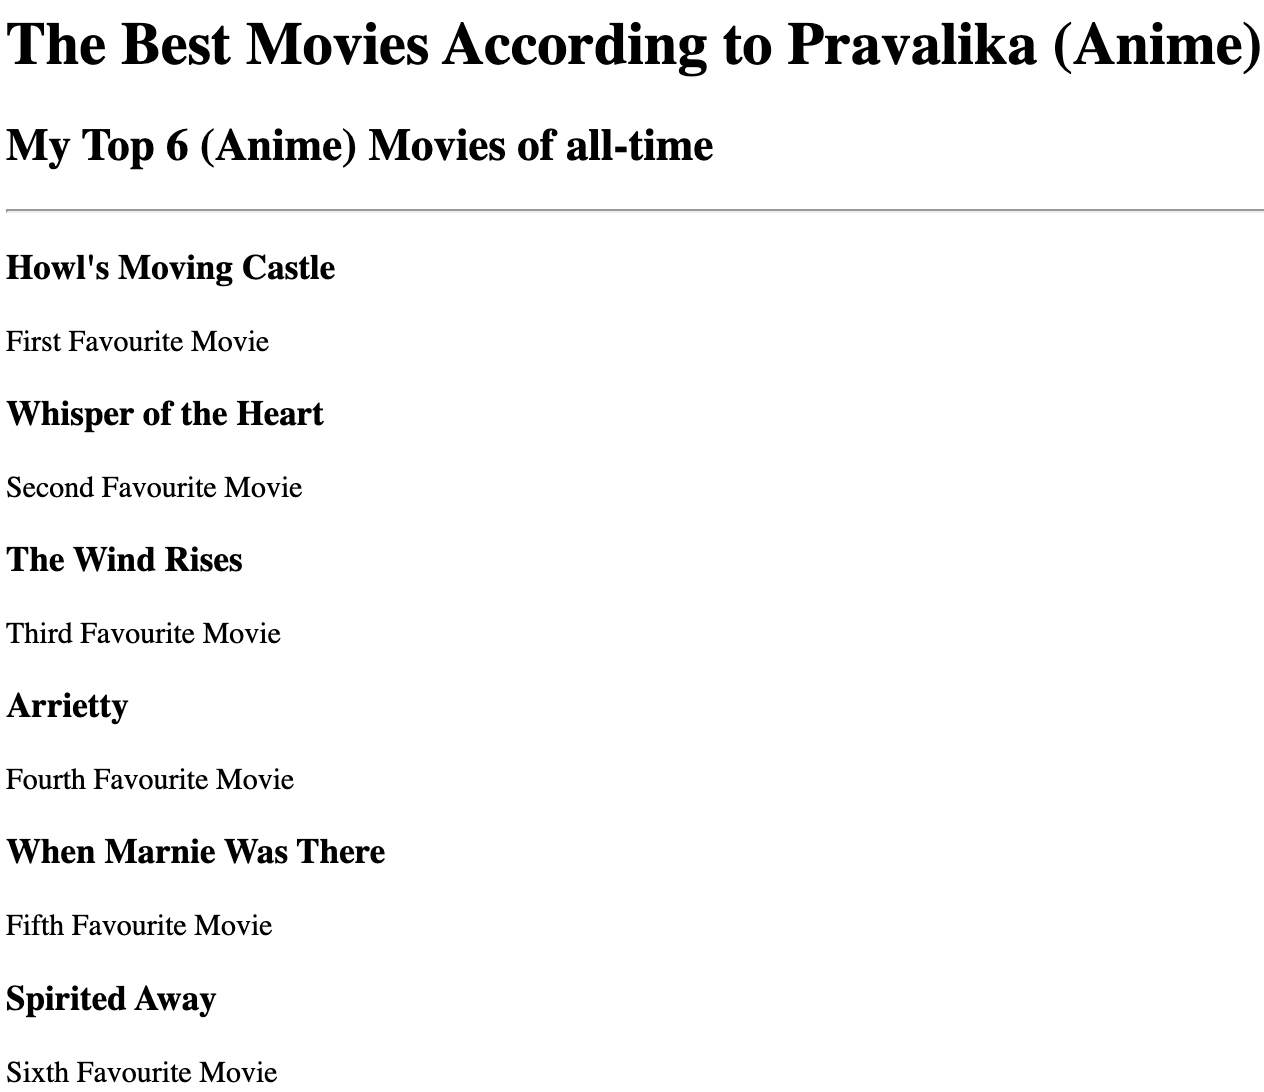 The Best Movies According to Pravalika (Anime)
My Top 6 (Anime) Movies of all-time
Howl's Moving Castle
First Favourite Movie
Whisper of the Heart
Second Favourite Movie
The Wind Rises
Third Favourite Movie
Arrietty
Fourth Favourite Movie
When Marnie Was There
Fifth Favourite Movie
Spirited Away
Sixth Favourite Movie